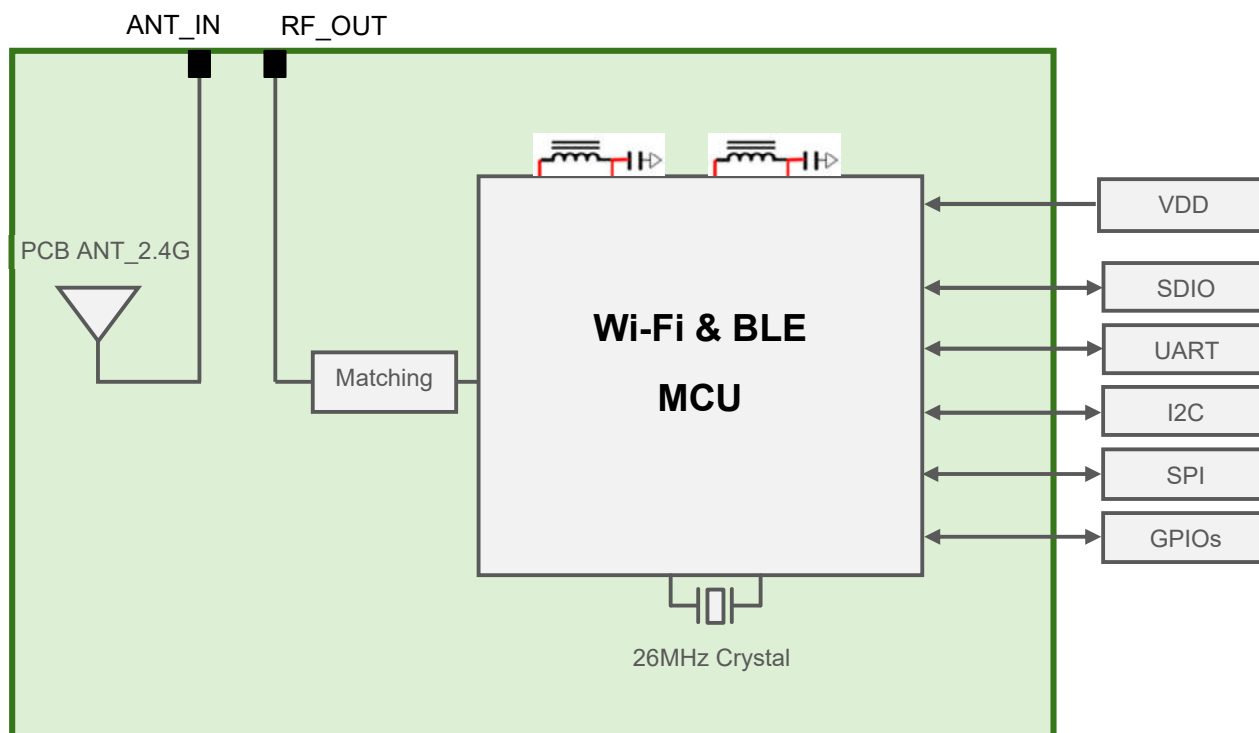 ANT_IN
RF_OUT
PCB ANT_2.4G
Matching
Wi-Fi & BLE
MCU
26MHz Crystal
VDD
SDIO
UART
I2C
SPI
GPIOs